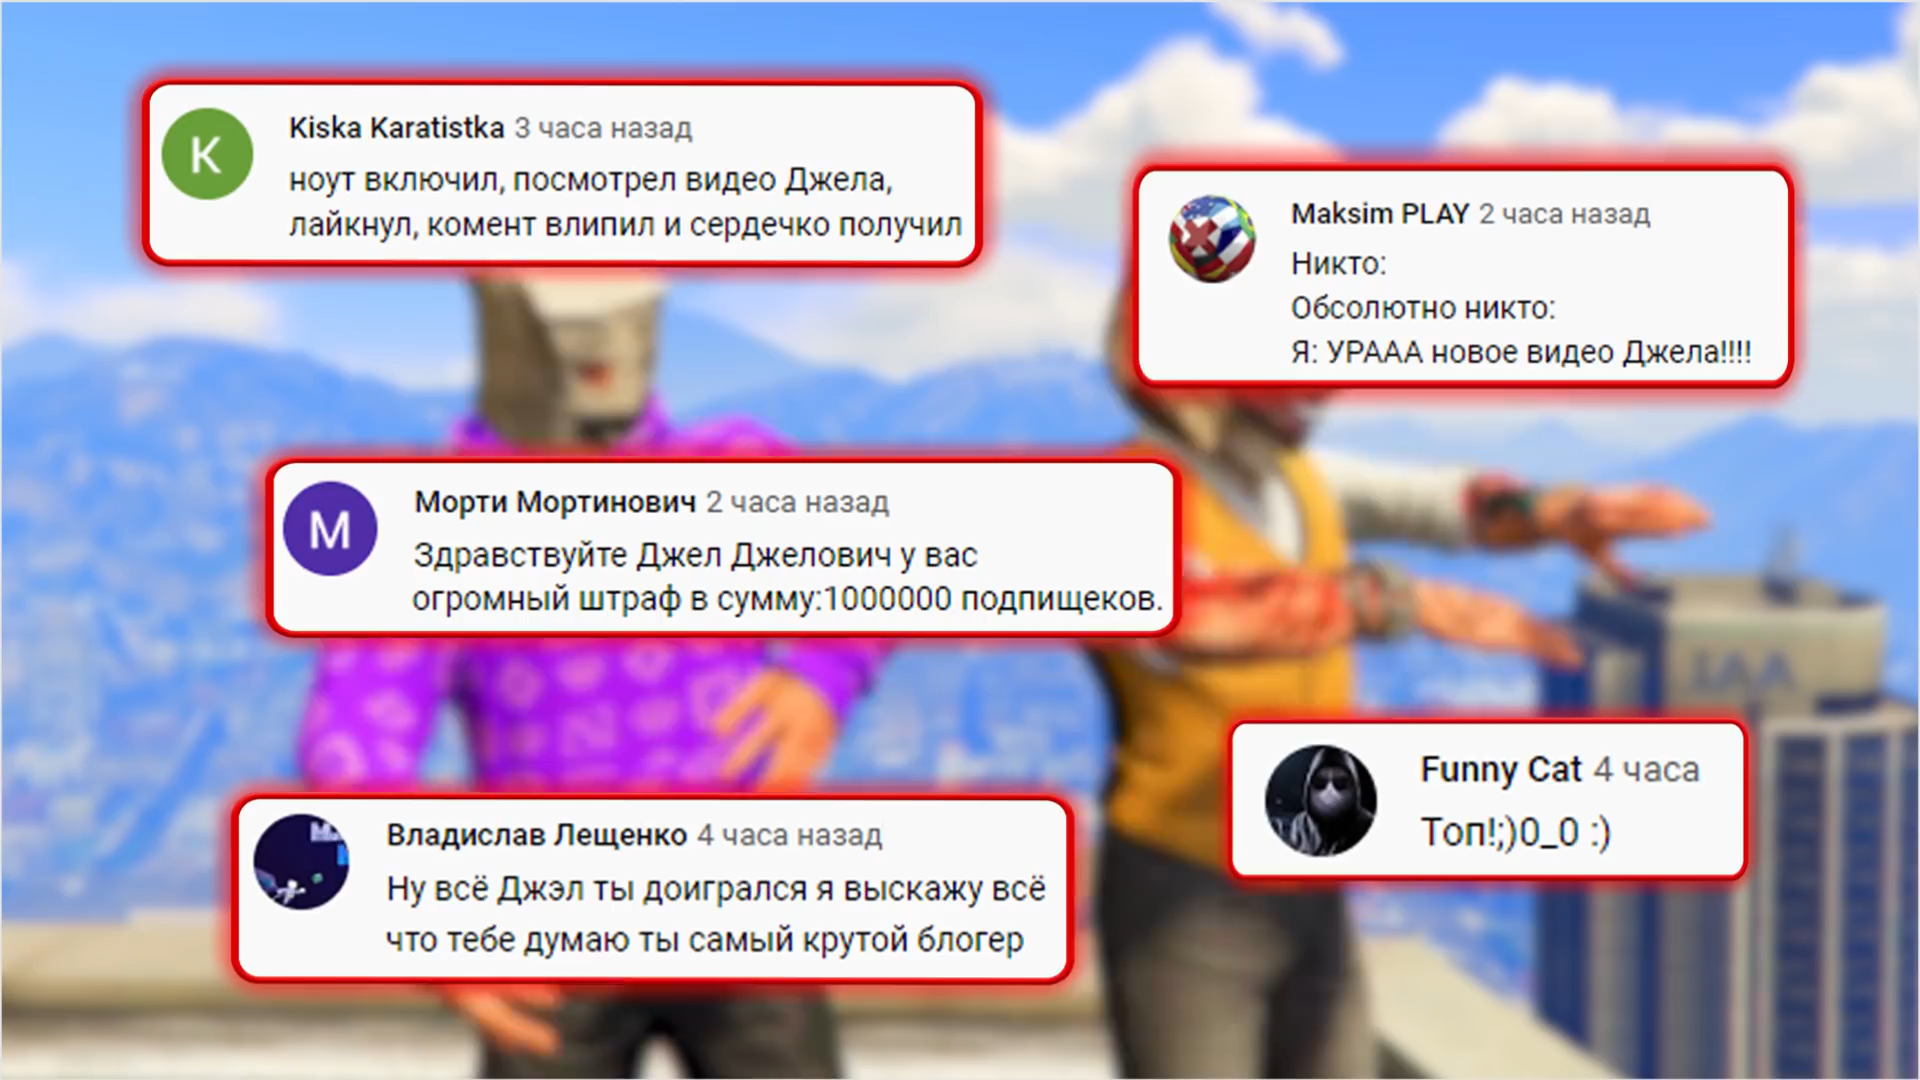 K
Kiska Karatistka 3 часа назад
ноут включил, посмотрел видео Джела,
лайкнул, комент влипил и сердечко получил
Maksim PLAY 2 часа назад
Никто:
Обсолютно никто:
Я: УРААА новое видео Джела!!!!
М
Морти Мортинович 2 часа назад
Здравствуйте Джел Джелович у вас
огромный штраф в сумму:1000000 подпищеков.
IAA
Funny Cat 4 часа
Топ!;)0_0 :)
Владислав Лещенко 4 часа назад
Ну всё Джэл ты доигрался я выскажу всё
что тебе думаю ты самый крутой блогер